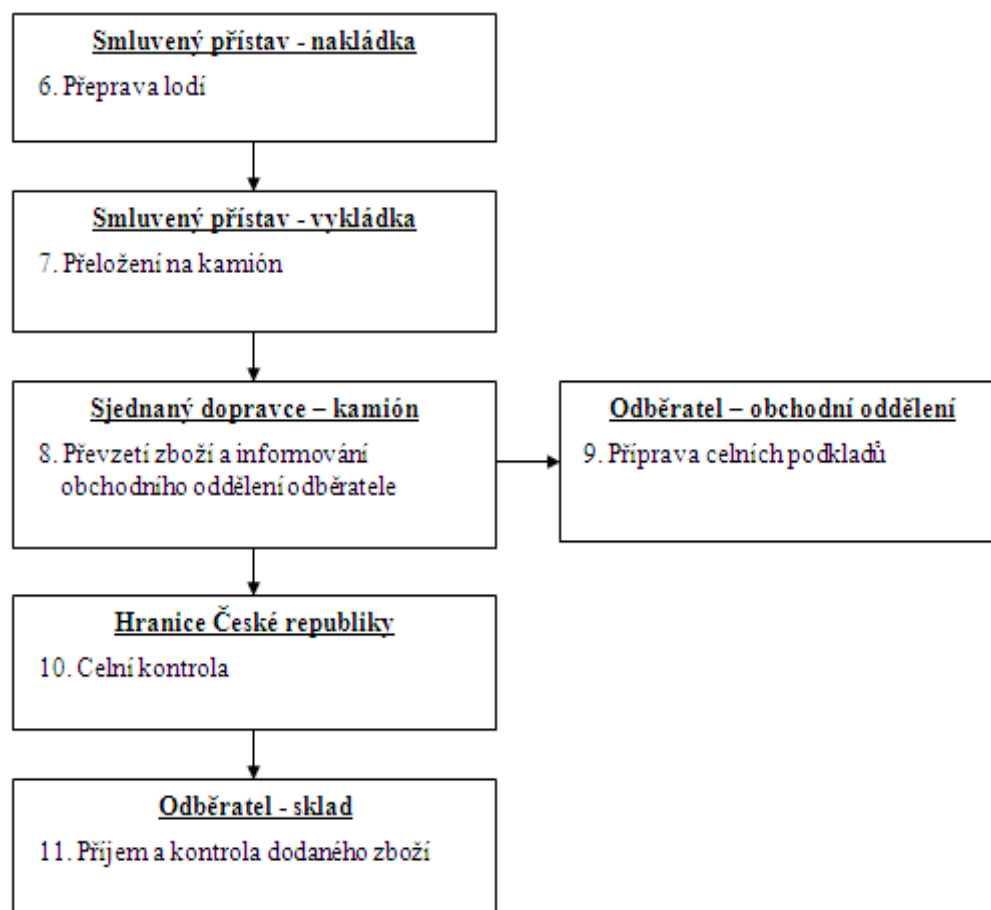 Smluvený přístav - nakládka
6. Přeprava lodí
Smluvený přístav - vykládka
7. Přeložení na kamión
Sjednaný dopravce – kamión
8. Převzetí zboží a informování
obchodního oddělení odběratele
Odběratel – obchodní oddělení
9. Příprava celních podkladů
Hranice České republiky
10. Celní kontrola
Odběratel - sklad
11. Příjem a kontrola dodaného zboží